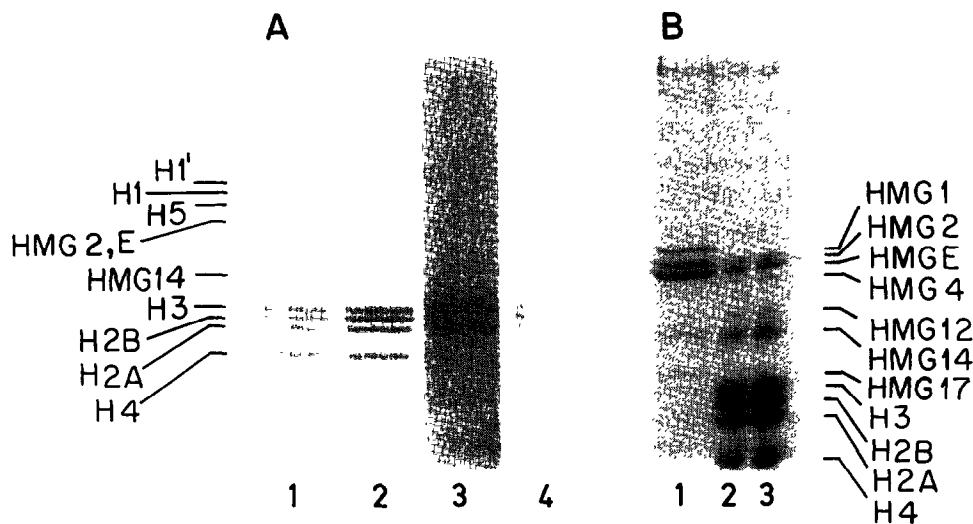 A
B
H1'
H1
H5
HMG 2, E
HMG14
H3
H2B
H2A
H4
1 2 3 4
HMG1
HMG2
HMGE
HMG4
HMG12
HMG14
HMG17
H3
H2B
H2A
H4
1 2 3